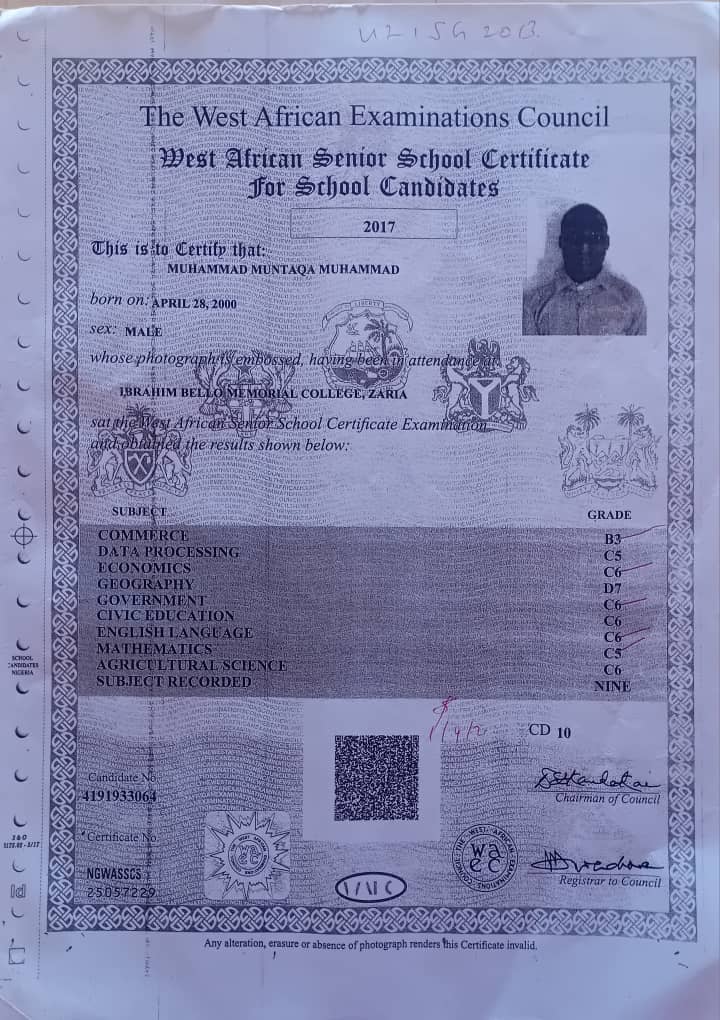 U21SG2013
The West African Examinations Council
West African Senior School Certificate
For School Candidates
2017
This is to Certify that:
MUHAMMAD MUNTAQA MUHAMMAD
born on: APRIL 28, 2000
sex: MALE
whose photograph is embossed, having been in attendance at
IBRAHIM BELLO MEMORIAL COLLEGE, ZARIA
sat the West African Senior School Certificate Examination
and obtained the results shown below:
SUBJECT GRADE
COMMERCE B3
DATA PROCESSING C5
ECONOMICS C6
GEOGRAPHY D7
GOVERNMENT C6
CIVIC EDUCATION C6
ENGLISH LANGUAGE C6
MATHEMATICS C5
AGRICULTURAL SCIENCE C6
SUBJECT RECORDED NINE
SCHOOL
CANDIDATES
NIGERIA
CD 10
Candidate No.
4191933064
Chairman of Council
Certificate No
NGWASSCS
25057229
waec
Registrar to Council
Any alteration, erasure or absence of photograph renders this Certificate invalid.